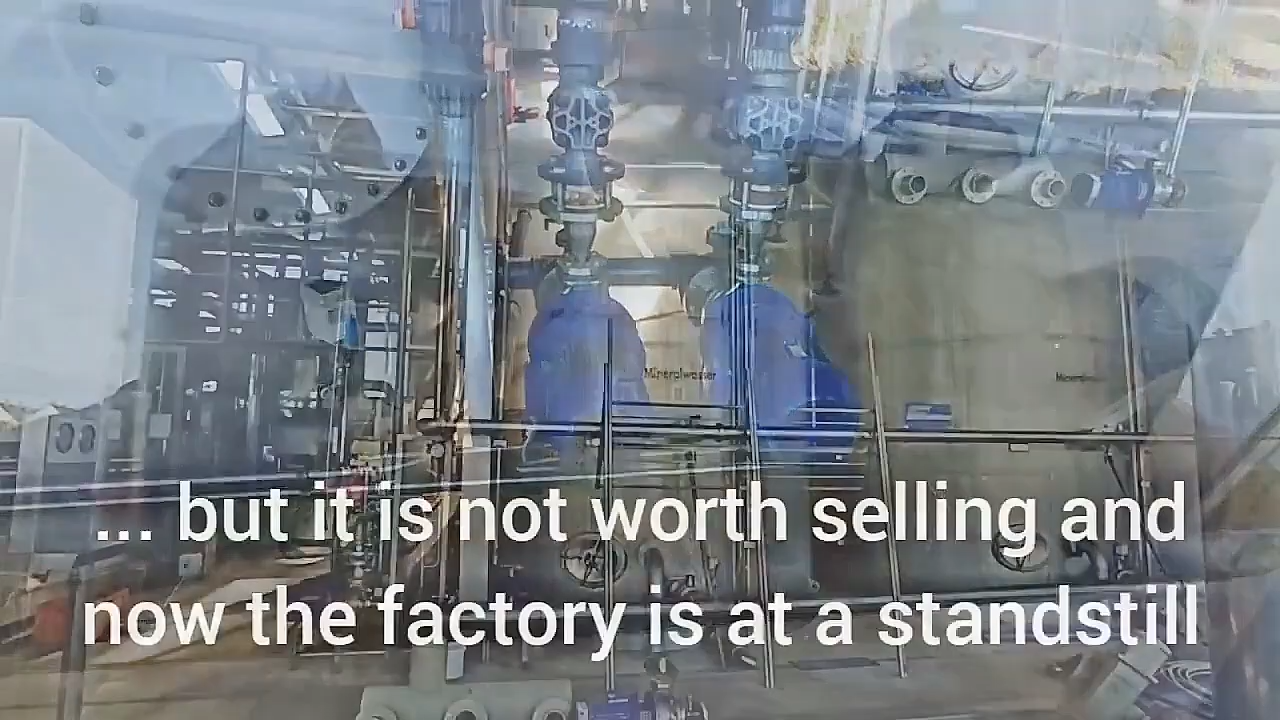 Mineralwasser
... but it is not worth selling and
now the factory is at a standstill